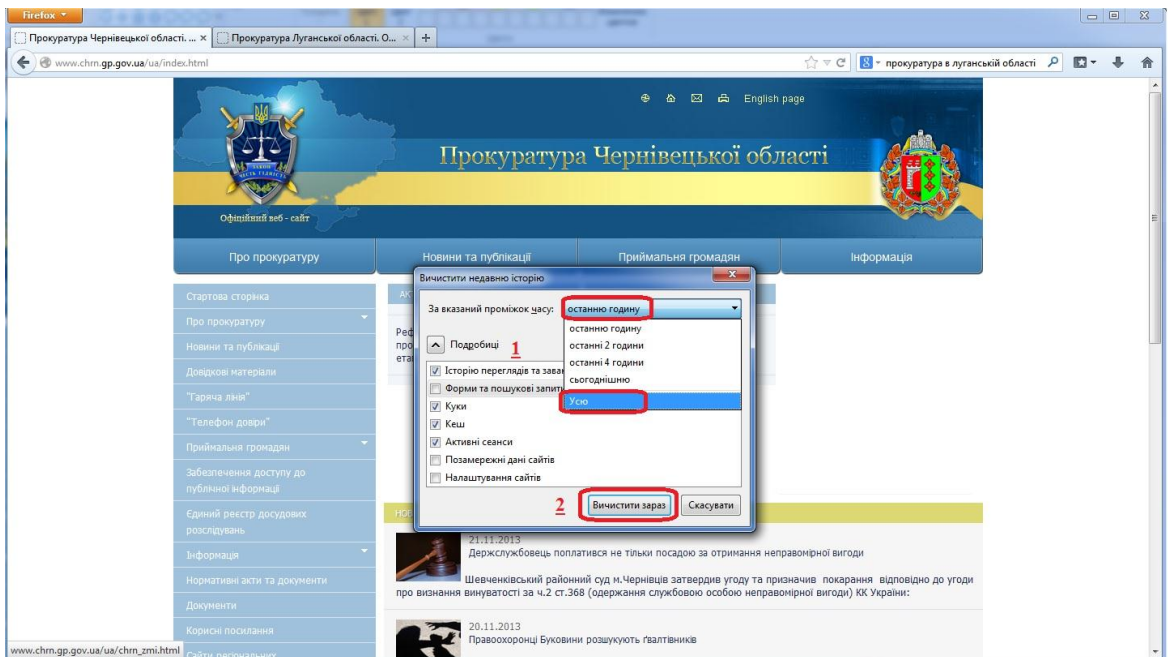 Firefox
Прокуратура Чернівецької області. ...
Прокуратура Луганської області. О...
www.chrn.gp.gov.ua/ua/index.html
прокуратура в луганській області
English page
Прокуратура Чернівецької області
ЗАКОН
ЧЕСТЬ ГІДНІСТЬ
Офіційний веб - сайт
Про прокуратуру
Новини та публікації
Приймальня громадян
Інформація
Стартова сторінка
Про прокуратуру
Новини та публікації
Довідкові матеріали
"Гаряча лінія"
"Телефон довіри"
Приймальня громадян
Забезпечення доступу до
публічної інформації
Єдиний реєстр досудових
розслідувань
Інформація
Нормативні акти та документи
Документи
Корисні посилання
Сайти регіональних
Вичистити недавню історію
За вказаний проміжок часу:
останню годину
останню годину
останні 2 години
останні 4 години
сьогоднішню
Усю
Подробиці
1
Історію переглядів та зава
Форми та пошукові запити
Куки
Кеш
Активні сеанси
Позамережні дані сайтів
Налаштування сайтів
2
Вичистити зараз
Скасувати
21.11.2013
Держслужбовець поплатився не тільки посадою за отримання неправомірної вигоди
Шевченківський районний суд м.Чернівців затвердив угоду та призначив покарання відповідно до угоди
про визнання винуватості за ч.2 ст.368 (одержання службовою особою неправомірної вигоди) КК України:
20.11.2013
Правоохоронці Буковини розшукують ґвалтівників
www.chrn.gp.gov.ua/ua/chrn_zmi.html